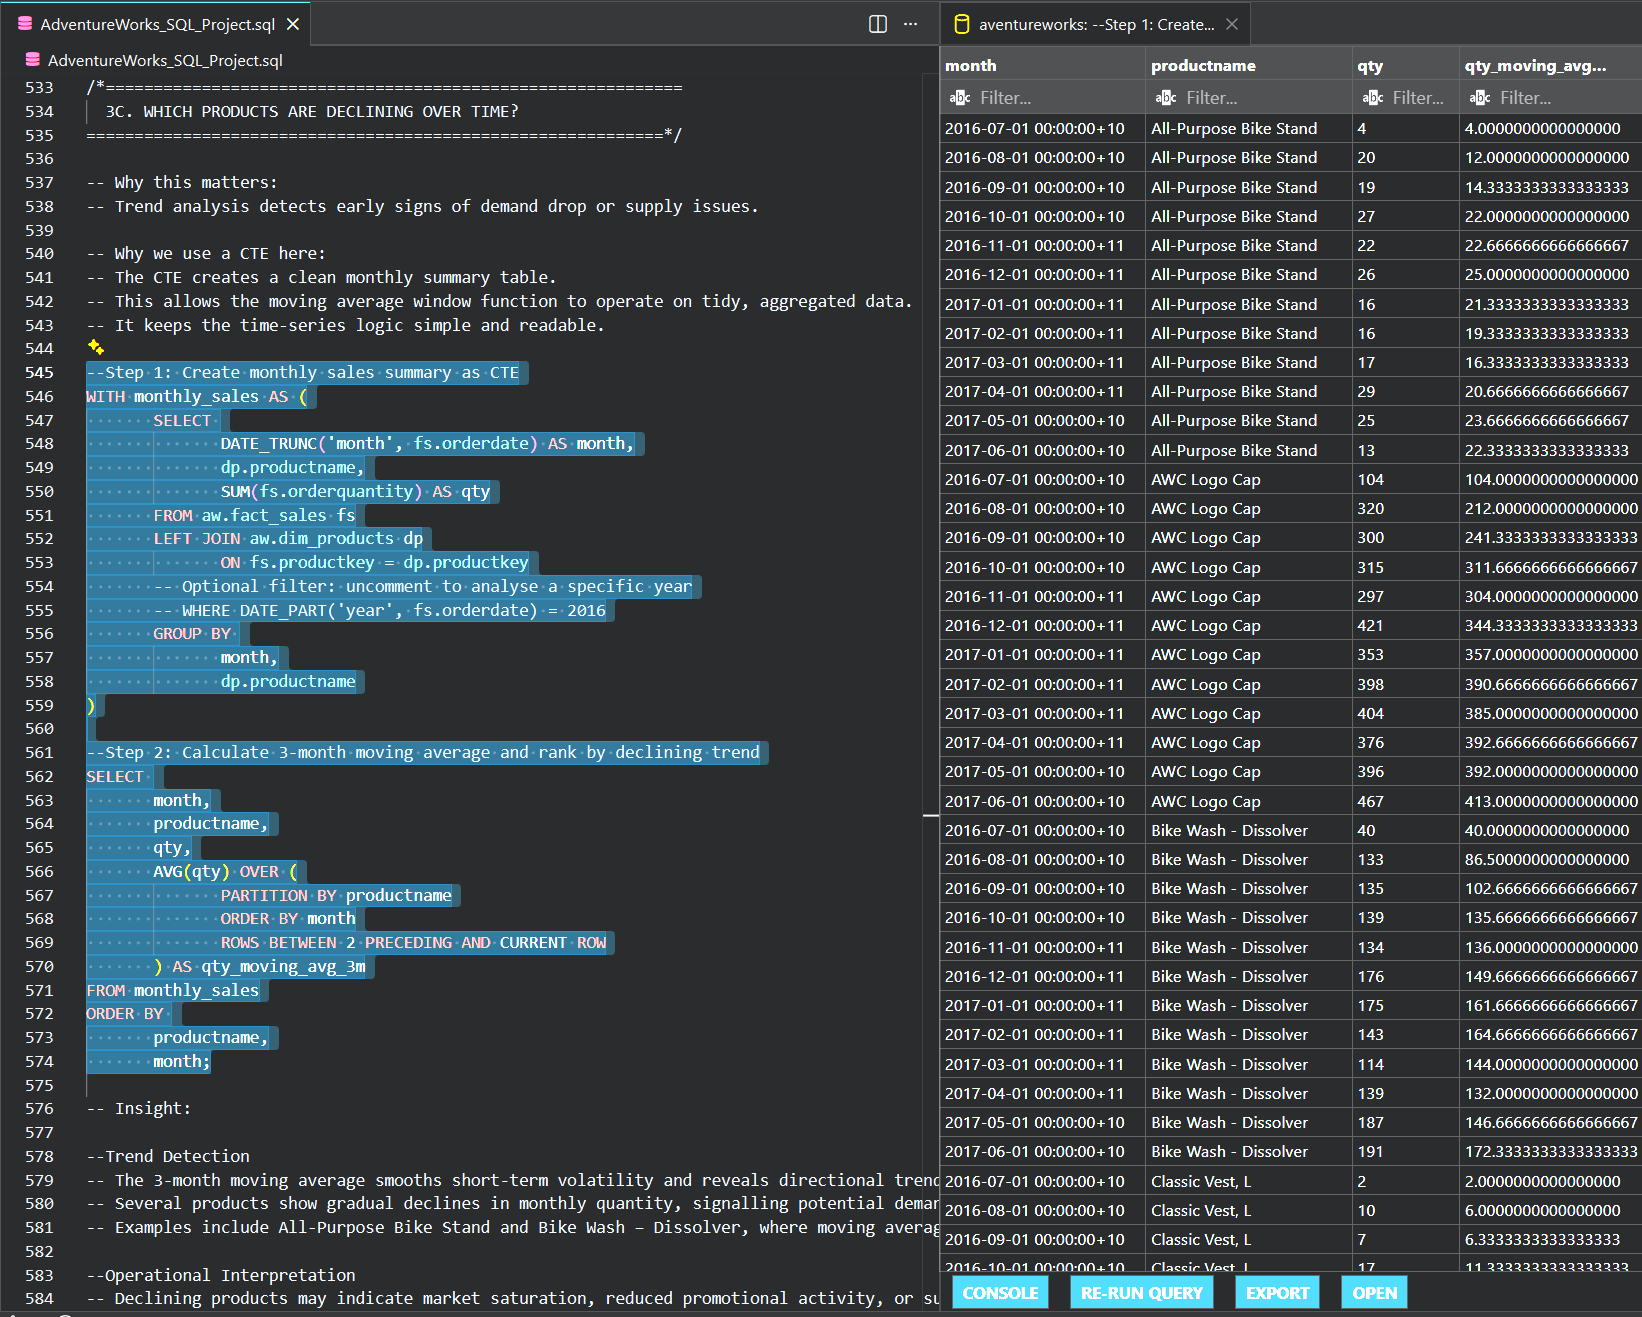 AdventureWorks_SQL_Project.sql
AdventureWorks_SQL_Project.sql
533 /*============================================================
534 3C. WHICH PRODUCTS ARE DECLINING OVER TIME?
535 ============================================================*/
536
537 -- Why this matters:
538 -- Trend analysis detects early signs of demand drop or supply issues.
539
540 -- Why we use a CTE here:
541 -- The CTE creates a clean monthly summary table.
542 -- This allows the moving average window function to operate on tidy, aggregated data.
543 -- It keeps the time-series logic simple and readable.
544
545 --Step 1: Create monthly sales summary as CTE
546 WITH monthly_sales AS (
547 SELECT
548 DATE_TRUNC('month', fs.orderdate) AS month,
549 dp.productname,
550 SUM(fs.orderquantity) AS qty
551 FROM aw.fact_sales fs
552 LEFT JOIN aw.dim_products dp
553 ON fs.productkey = dp.productkey
554 -- Optional filter: uncomment to analyse a specific year
555 -- WHERE DATE_PART('year', fs.orderdate) = 2016
556 GROUP BY
557 month,
558 dp.productname
559 )
560
561 --Step 2: Calculate 3-month moving average and rank by declining trend
562 SELECT
563 month,
564 productname,
565 qty,
566 AVG(qty) OVER (
567 PARTITION BY productname
568 ORDER BY month
569 ROWS BETWEEN 2 PRECEDING AND CURRENT ROW
570 ) AS qty_moving_avg_3m
571 FROM monthly_sales
572 ORDER BY
573 productname,
574 month;
575
576 -- Insight:
577
578 --Trend Detection
579 -- The 3-month moving average smooths short-term volatility and reveals directional trend
580 -- Several products show gradual declines in monthly quantity, signalling potential deman
581 -- Examples include All-Purpose Bike Stand and Bike Wash – Dissolver, where moving averag
582
583 --Operational Interpretation
584 -- Declining products may indicate market saturation, reduced promotional activity, or su
aventureworks: --Step 1: Create...
month productname qty qty_moving_avg...
abc Filter... abc Filter... abc Filter... abc Filter...
2016-07-01 00:00:00+10 All-Purpose Bike Stand 4 4.0000000000000000
2016-08-01 00:00:00+10 All-Purpose Bike Stand 20 12.0000000000000000
2016-09-01 00:00:00+10 All-Purpose Bike Stand 19 14.3333333333333333
2016-10-01 00:00:00+10 All-Purpose Bike Stand 27 22.0000000000000000
2016-11-01 00:00:00+11 All-Purpose Bike Stand 22 22.6666666666666667
2016-12-01 00:00:00+11 All-Purpose Bike Stand 26 25.0000000000000000
2017-01-01 00:00:00+11 All-Purpose Bike Stand 16 21.3333333333333333
2017-02-01 00:00:00+11 All-Purpose Bike Stand 16 19.3333333333333333
2017-03-01 00:00:00+11 All-Purpose Bike Stand 17 16.3333333333333333
2017-04-01 00:00:00+11 All-Purpose Bike Stand 29 20.6666666666666667
2017-05-01 00:00:00+10 All-Purpose Bike Stand 25 23.6666666666666667
2017-06-01 00:00:00+10 All-Purpose Bike Stand 13 22.3333333333333333
2016-07-01 00:00:00+10 AWC Logo Cap 104 104.0000000000000000
2016-08-01 00:00:00+10 AWC Logo Cap 320 212.0000000000000000
2016-09-01 00:00:00+10 AWC Logo Cap 300 241.3333333333333333
2016-10-01 00:00:00+10 AWC Logo Cap 315 311.6666666666666667
2016-11-01 00:00:00+11 AWC Logo Cap 297 304.0000000000000000
2016-12-01 00:00:00+11 AWC Logo Cap 421 344.3333333333333333
2017-01-01 00:00:00+11 AWC Logo Cap 353 357.0000000000000000
2017-02-01 00:00:00+11 AWC Logo Cap 398 390.6666666666666667
2017-03-01 00:00:00+11 AWC Logo Cap 404 385.0000000000000000
2017-04-01 00:00:00+11 AWC Logo Cap 376 392.6666666666666667
2017-05-01 00:00:00+10 AWC Logo Cap 396 392.0000000000000000
2017-06-01 00:00:00+10 AWC Logo Cap 467 413.0000000000000000
2016-07-01 00:00:00+10 Bike Wash - Dissolver 40 40.0000000000000000
2016-08-01 00:00:00+10 Bike Wash - Dissolver 133 86.5000000000000000
2016-09-01 00:00:00+10 Bike Wash - Dissolver 135 102.6666666666666667
2016-10-01 00:00:00+10 Bike Wash - Dissolver 139 135.6666666666666667
2016-11-01 00:00:00+11 Bike Wash - Dissolver 134 136.0000000000000000
2016-12-01 00:00:00+11 Bike Wash - Dissolver 176 149.6666666666666667
2017-01-01 00:00:00+11 Bike Wash - Dissolver 175 161.6666666666666667
2017-02-01 00:00:00+11 Bike Wash - Dissolver 143 164.6666666666666667
2017-03-01 00:00:00+11 Bike Wash - Dissolver 114 144.0000000000000000
2017-04-01 00:00:00+11 Bike Wash - Dissolver 139 132.0000000000000000
2017-05-01 00:00:00+10 Bike Wash - Dissolver 187 146.6666666666666667
2017-06-01 00:00:00+10 Bike Wash - Dissolver 191 172.3333333333333333
2016-07-01 00:00:00+10 Classic Vest, L 2 2.0000000000000000
2016-08-01 00:00:00+10 Classic Vest, L 10 6.0000000000000000
2016-09-01 00:00:00+10 Classic Vest, L 7 6.3333333333333333
2016-10-01 00:00:00+10 Classic Vest, L 17 11.3333333333333333
CONSOLE RE-RUN QUERY EXPORT OPEN